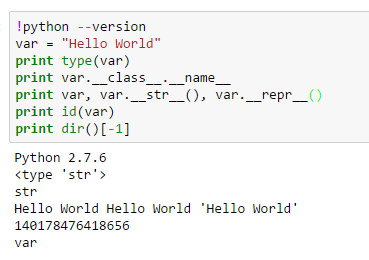 !python --version
var = "Hello World"
print type(var)
print var.__class__.__name__
print var, var.__str__(), var.__repr__()
print id(var)
print dir()[-1]
Python 2.7.6
<type 'str'>
str
Hello World Hello World 'Hello World'
140178476418656
var